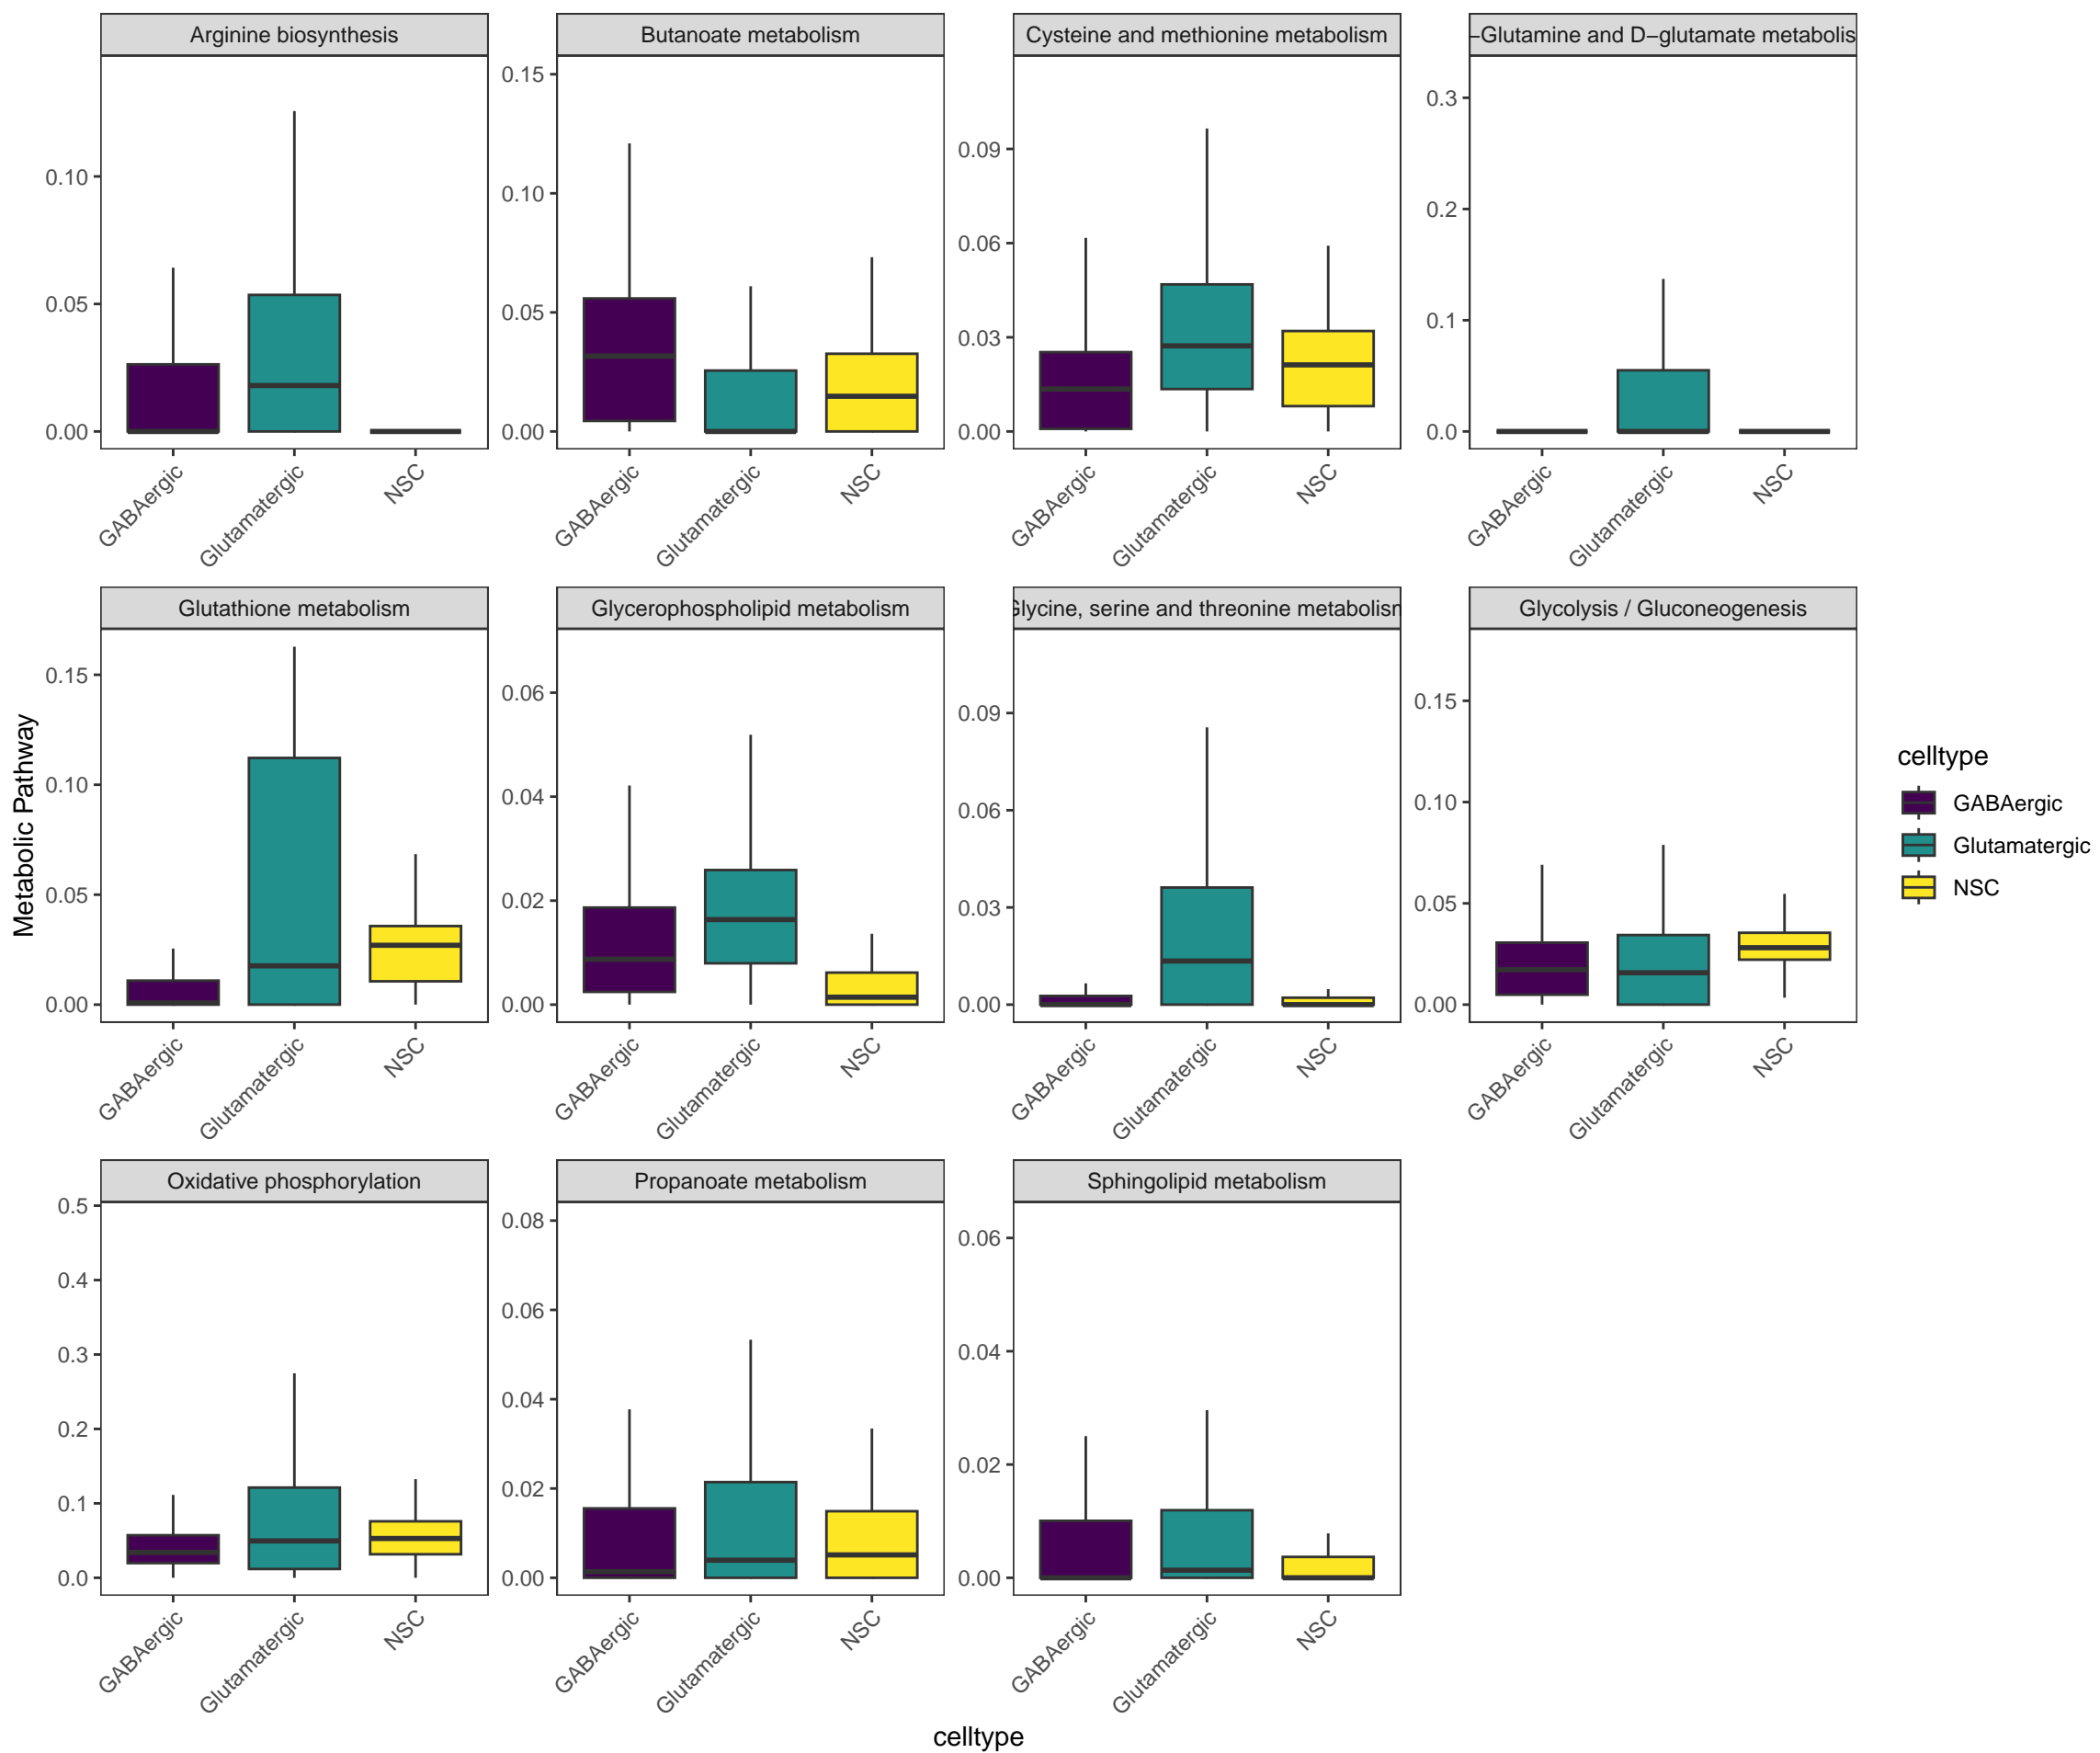 Arginine biosynthesis
Butanoate metabolism
Cysteine and methionine metabolism
−Glutamine and D−glutamate metabolis
0.10
0.05
0.00
0.15
0.10
0.05
0.00
0.09
0.06
0.03
0.00
0.3
0.2
0.1
0.0
GABAergic
Glutamatergic
NSC
GABAergic
Glutamatergic
NSC
GABAergic
Glutamatergic
NSC
GABAergic
Glutamatergic
NSC
Metabolic Pathway
Glutathione metabolism
Glycerophospholipid metabolism
Glycine, serine and threonine metabolism
Glycolysis / Gluconeogenesis
0.15
0.10
0.05
0.00
0.06
0.04
0.02
0.00
0.09
0.06
0.03
0.00
0.15
0.10
0.05
0.00
GABAergic
Glutamatergic
NSC
GABAergic
Glutamatergic
NSC
GABAergic
Glutamatergic
NSC
GABAergic
Glutamatergic
NSC
celltype
GABAergic
Glutamatergic
NSC
Oxidative phosphorylation
Propanoate metabolism
Sphingolipid metabolism
0.5
0.4
0.3
0.2
0.1
0.0
0.08
0.06
0.04
0.02
0.00
0.06
0.04
0.02
0.00
GABAergic
Glutamatergic
NSC
GABAergic
Glutamatergic
NSC
GABAergic
Glutamatergic
NSC
celltype